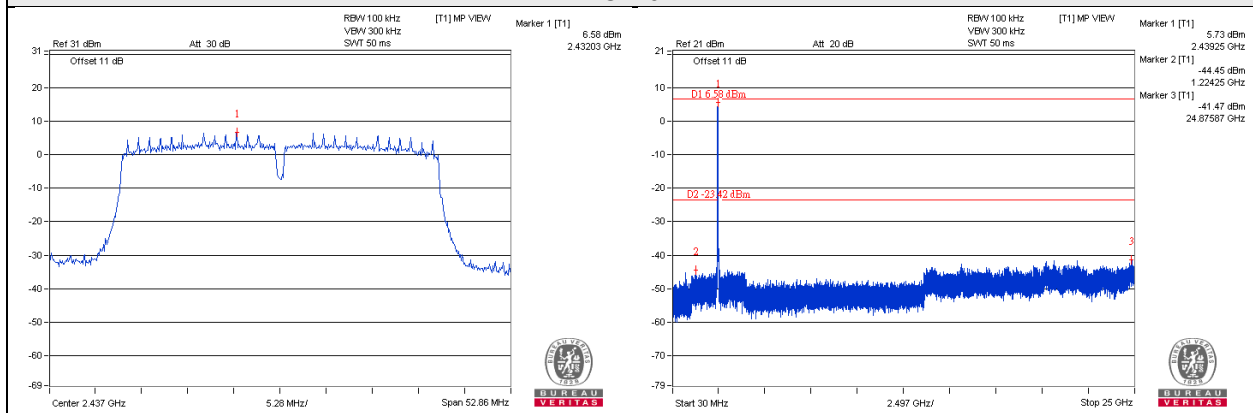 RBW 100 kHz [T1] MP VIEW
VBW 300 kHz
Ref 31 dBm Att 30 dB SWT 50 ms
Marker 1 [T1]
6.58 dBm
2.43203 GHz
Offset 11 dB
1
31
20
10
0
-10
-20
-30
-40
-50
-60
-69
Center 2.437 GHz 5.28 MHz/ Span 52.86 MHz
BUREAU VERITAS
1828
BUREAU
VERITAS
RBW 100 kHz [T1] MP VIEW
VBW 300 kHz
Ref 21 dBm Att 20 dB SWT 50 ms
Marker 1 [T1]
5.73 dBm
2.43925 GHz
Marker 2 [T1]
-44.45 dBm
1.22425 GHz
Marker 3 [T1]
-41.47 dBm
24.87587 GHz
Offset 11 dB
1
D1 6.58 dBm
D2 -23.42 dBm
2
3
21
10
0
-10
-20
-30
-40
-50
-60
-70
-79
Start 30 MHz 2.497 GHz/ Stop 25 GHz
BUREAU VERITAS
1828
BUREAU
VERITAS